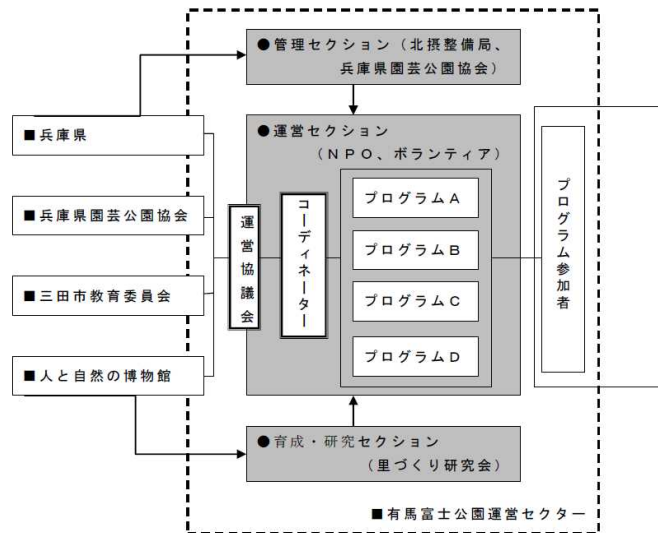 ●管理セクション（北摂整備局、
兵庫県園芸公園協会）
■兵庫県
■兵庫県園芸公園協会
■三田市教育委員会
■人と自然の博物館
運営協議会
●運営セクション
（ＮＰＯ、ボランティア）
コーディネーター
プログラムＡ
プログラムＢ
プログラムＣ
プログラムＤ
プログラム参加者
●育成・研究セクション
（里づくり研究会）
■有馬富士公園運営セクター